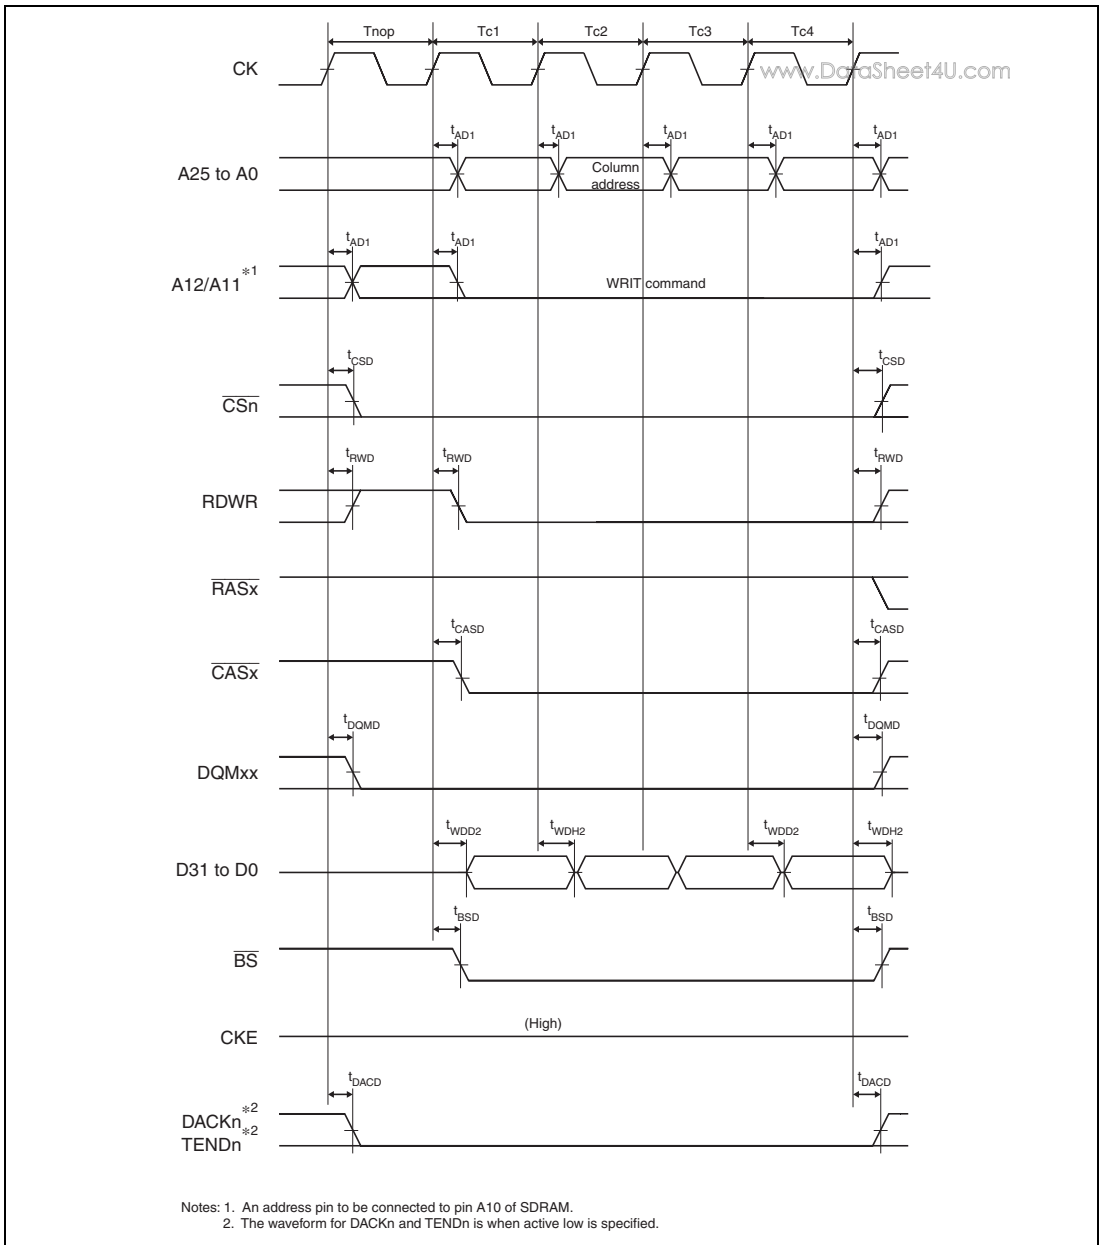 Tnop Tc1 Tc2 Tc3 Tc4
CK
www.DataSheet4U.com
tAD1 tAD1 tAD1 tAD1 tAD1
A25 to A0
Column
address
tAD1 tAD1 tAD1
A12/A11*1
WRIT command
tCSD tCSD
CSn
tRWD tRWD tRWD
RDWR
RASx
tCASD tCASD
CASx
tDQMD tDQMD
DQMxx
tWDD2 tWDH2 tWDD2 tWDH2
D31 to D0
tBSD tBSD
BS
(High)
CKE
tDACD tDACD
DACKn*2
TENDn*2
Notes: 1. An address pin to be connected to pin A10 of SDRAM.
2. The waveform for DACKn and TENDn is when active low is specified.